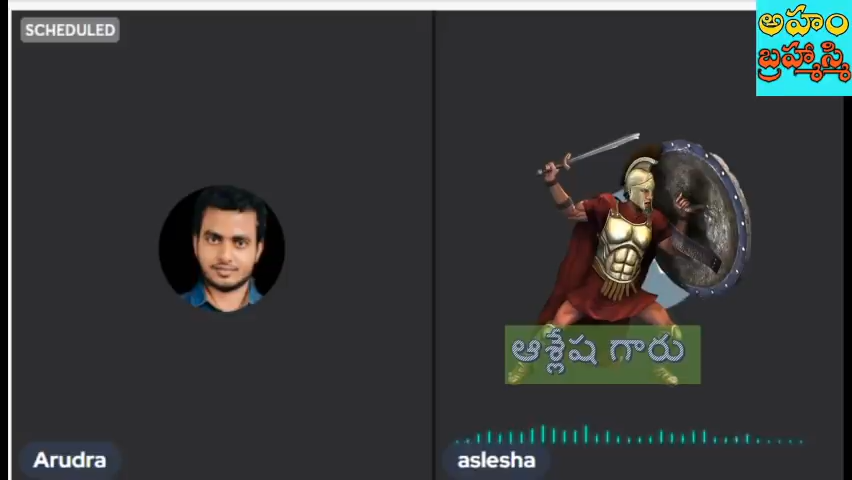 SCHEDULED
అహం
బ్రహ్మాస్మి
ఆశ్లేష గారు
Arudra
aslesha